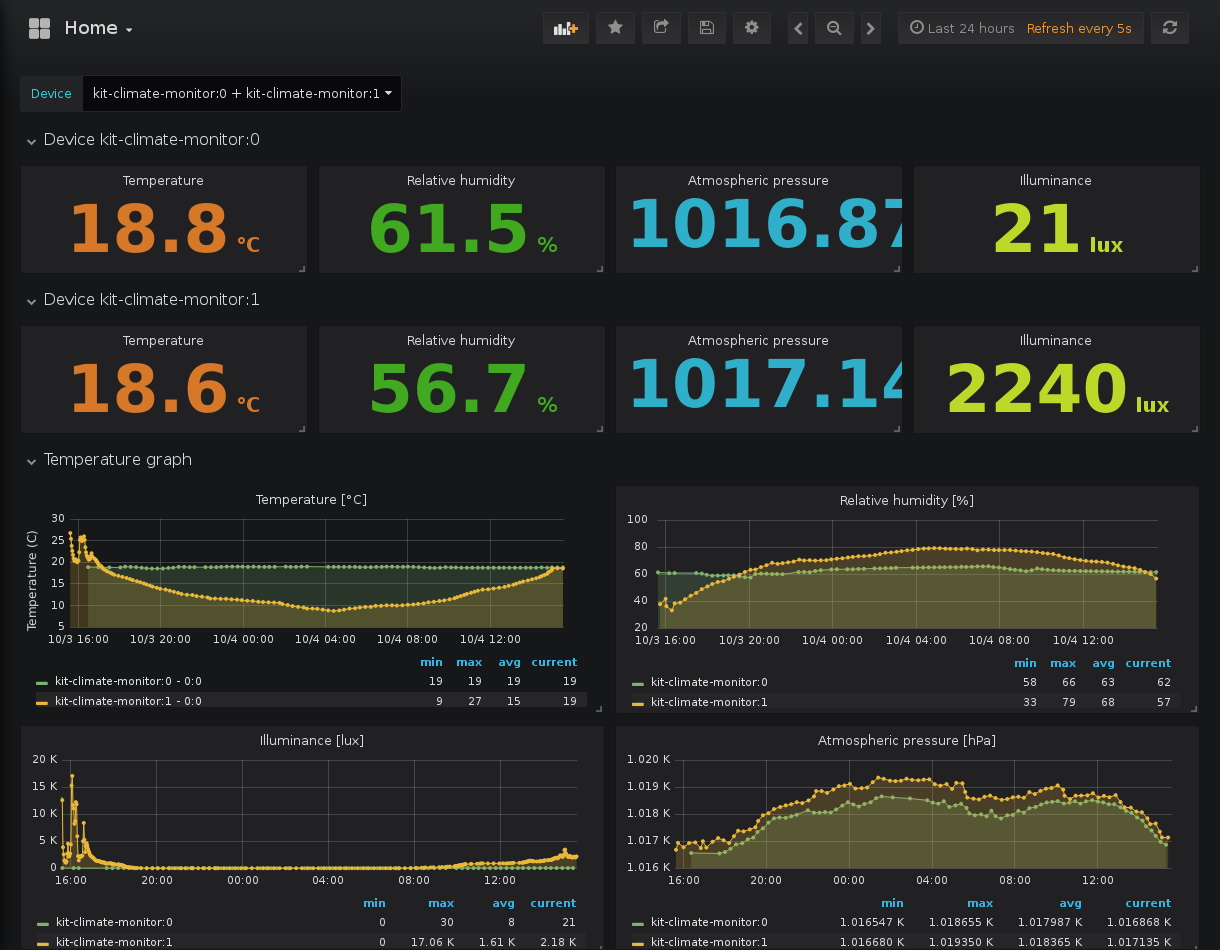 Home
Last 24 hours Refresh every 5s
Device kit-climate-monitor:0 + kit-climate-monitor:1
Device kit-climate-monitor:0
Temperature Relative humidity Atmospheric pressure Illuminance
18.8 °C 61.5 % 1016.87 21 lux
Device kit-climate-monitor:1
Temperature Relative humidity Atmospheric pressure Illuminance
18.6 °C 56.7 % 1017.14 2240 lux
Temperature graph
Temperature [°C]
Temperature (C)
30
25
20
15
10
5
10/3 16:00 10/3 20:00 10/4 00:00 10/4 04:00 10/4 08:00 10/4 12:00
min max avg current
kit-climate-monitor:0 - 0:0 19 19 19 19
kit-climate-monitor:1 - 0:0 9 27 15 19
Relative humidity [%]
100
80
60
40
20
10/3 16:00 10/3 20:00 10/4 00:00 10/4 04:00 10/4 08:00 10/4 12:00
min max avg current
kit-climate-monitor:0 58 66 63 62
kit-climate-monitor:1 33 79 68 57
Illuminance [lux]
20 K
15 K
10 K
5 K
0
16:00 20:00 00:00 04:00 08:00 12:00
min max avg current
kit-climate-monitor:0 0 30 8 21
kit-climate-monitor:1 0 17.06 K 1.61 K 2.18 K
Atmospheric pressure [hPa]
1.020 K
1.019 K
1.018 K
1.017 K
1.016 K
16:00 20:00 00:00 04:00 08:00 12:00
min max avg current
kit-climate-monitor:0 1.016547 K 1.018655 K 1.017987 K 1.016868 K
kit-climate-monitor:1 1.016680 K 1.019350 K 1.018365 K 1.017135 K